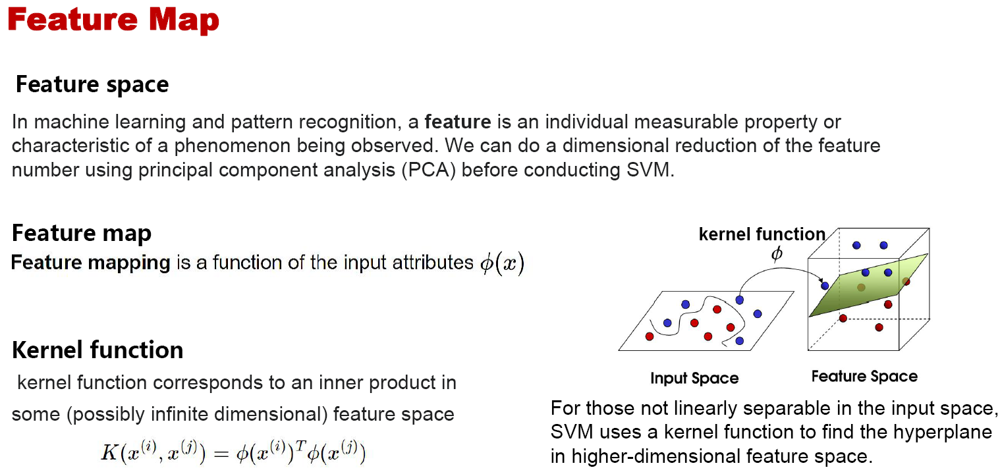 Feature Map
Feature space
In machine learning and pattern recognition, a feature is an individual measurable property or
characteristic of a phenomenon being observed. We can do a dimensional reduction of the feature
number using principal component analysis (PCA) before conducting SVM.
Feature map
Feature mapping is a function of the input attributes ϕ(x)
Kernel function
kernel function corresponds to an inner product in
some (possibly infinite dimensional) feature space
K(x⁽ⁱ⁾, x⁽ʲ⁾) = ϕ(x⁽ⁱ⁾)ᵀϕ(x⁽ʲ⁾)
kernel function
ϕ
Input Space
Feature Space
For those not linearly separable in the input space,
SVM uses a kernel function to find the hyperplane
in higher-dimensional feature space.